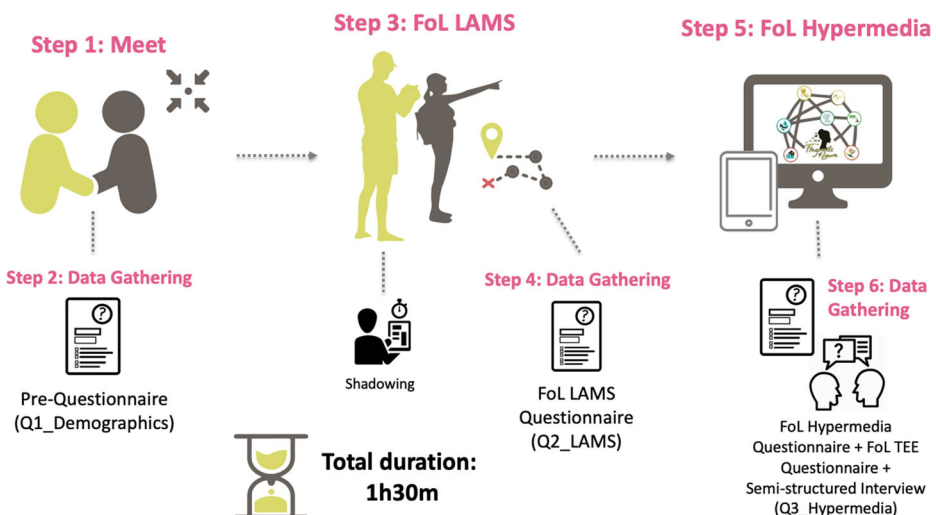 Step 1: Meet
Step 3: FoL LAMS
Step 5: FoL Hypermedia
Step 2: Data Gathering
Pre-Questionnaire
(Q1_Demographics)
Shadowing
Step 4: Data Gathering
FoL LAMS
Questionnaire
(Q2_LAMS)
Step 6: Data
Gathering
FoL Hypermedia
Questionnaire + FoL TEE
Questionnaire +
Semi-structured Interview
(Q3_Hypermedia)
Total duration:
1h30m